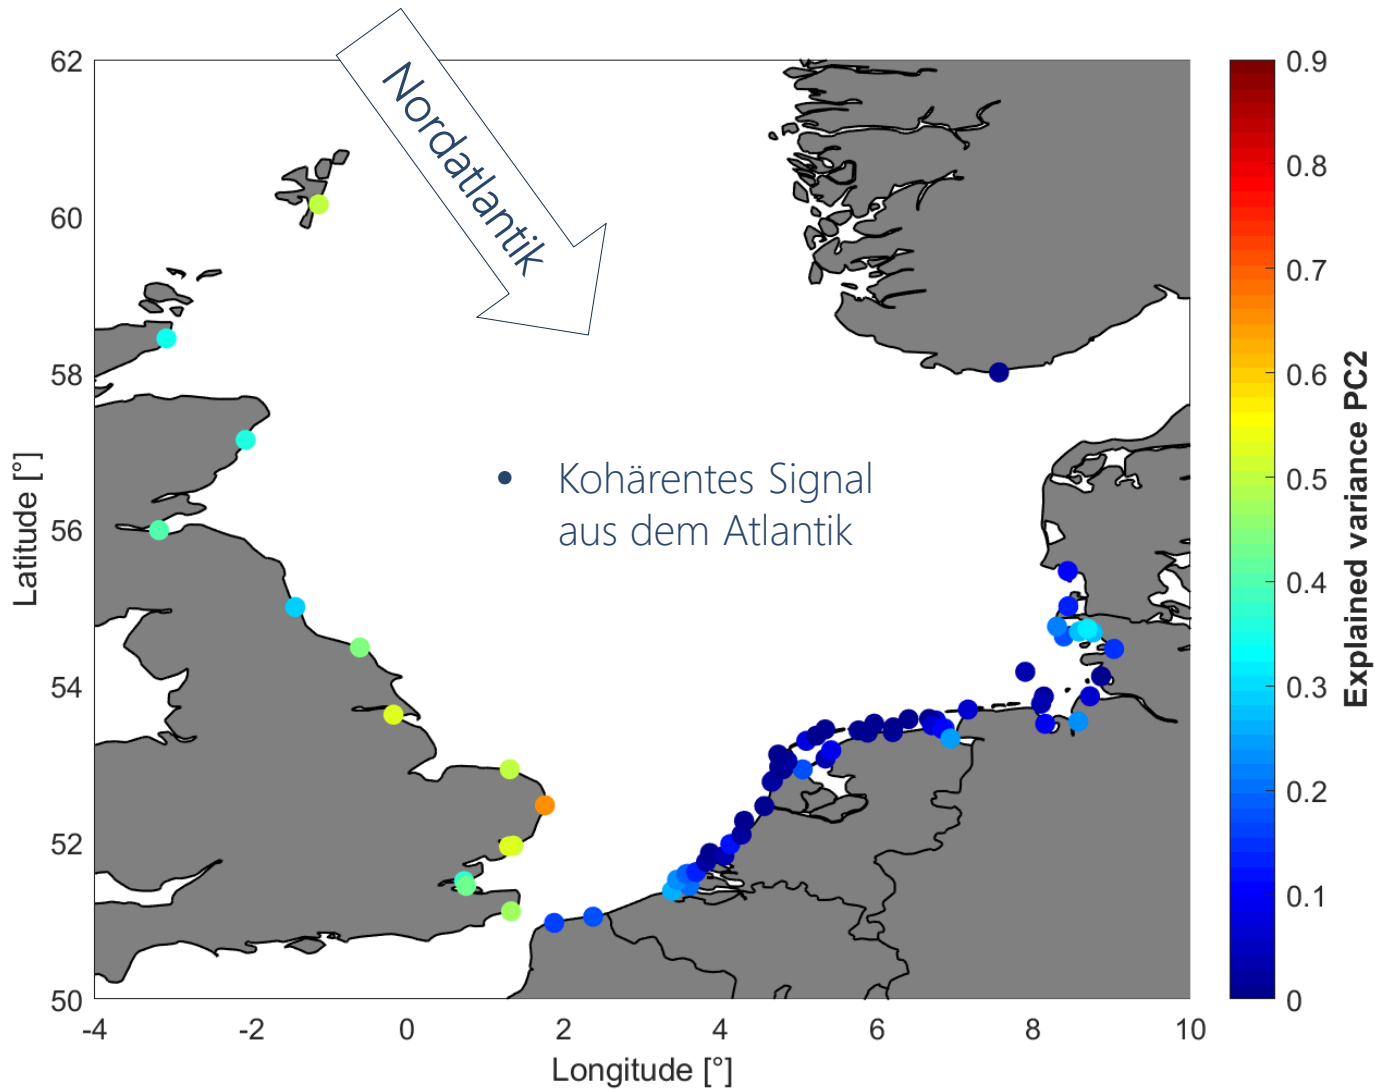 Nordatlantik
• Kohärentes Signal
aus dem Atlantik
62
60
58
56
54
52
50
Latitude [°]
-4 -2 0 2 4 6 8 10
Longitude [°]
0.9
0.8
0.7
0.6
0.5
0.4
0.3
0.2
0.1
0
Explained variance PC2